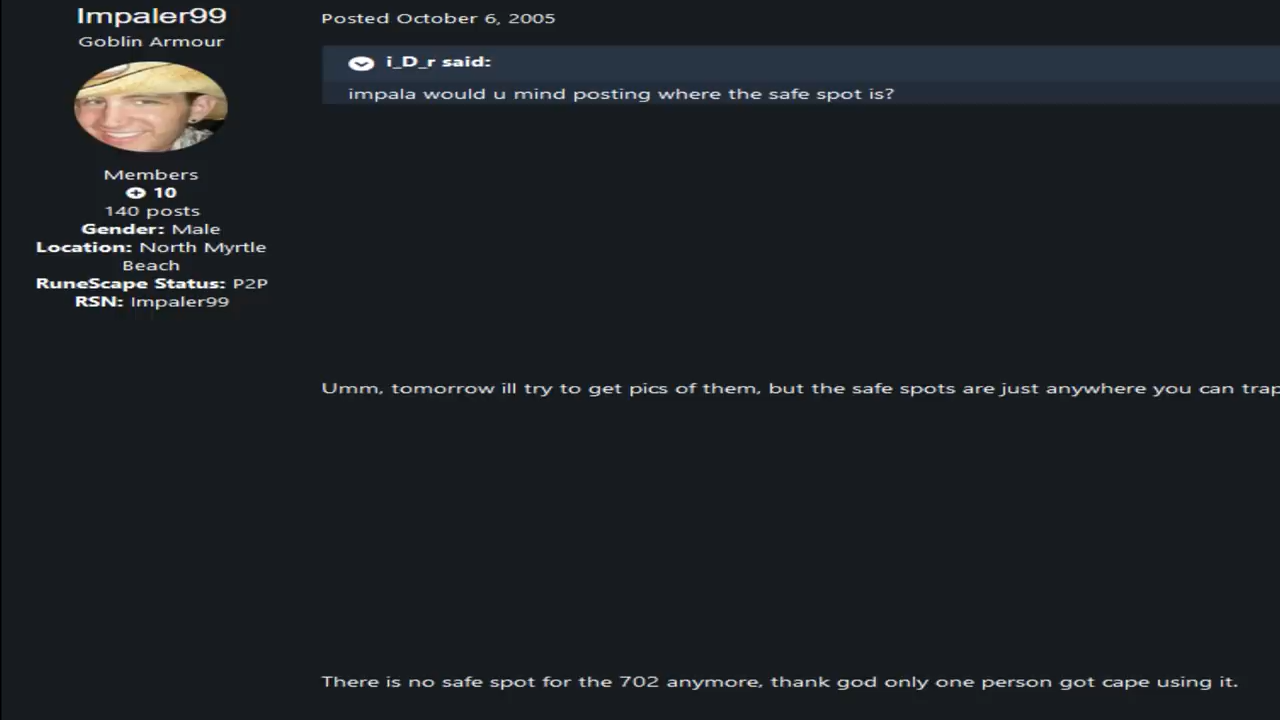 Impaler99
Goblin Armour
Members
10
140 posts
Gender: Male
Location: North Myrtle
Beach
RuneScape Status: P2P
RSN: Impaler99
Posted October 6, 2005
i_D_r said:
impala would u mind posting where the safe spot is?
Umm, tomorrow ill try to get pics of them, but the safe spots are just anywhere you can trap
There is no safe spot for the 702 anymore, thank god only one person got cape using it.